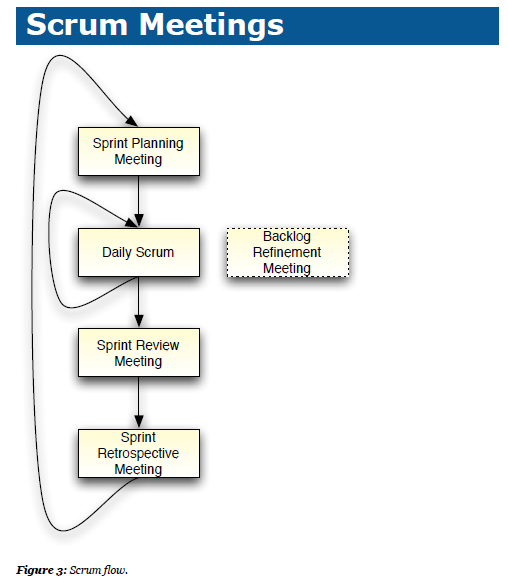 Scrum Meetings
Sprint Planning
Meeting
Daily Scrum
Backlog
Refinement
Meeting
Sprint Review
Meeting
Sprint
Retrospective
Meeting
Figure 3: Scrum flow.